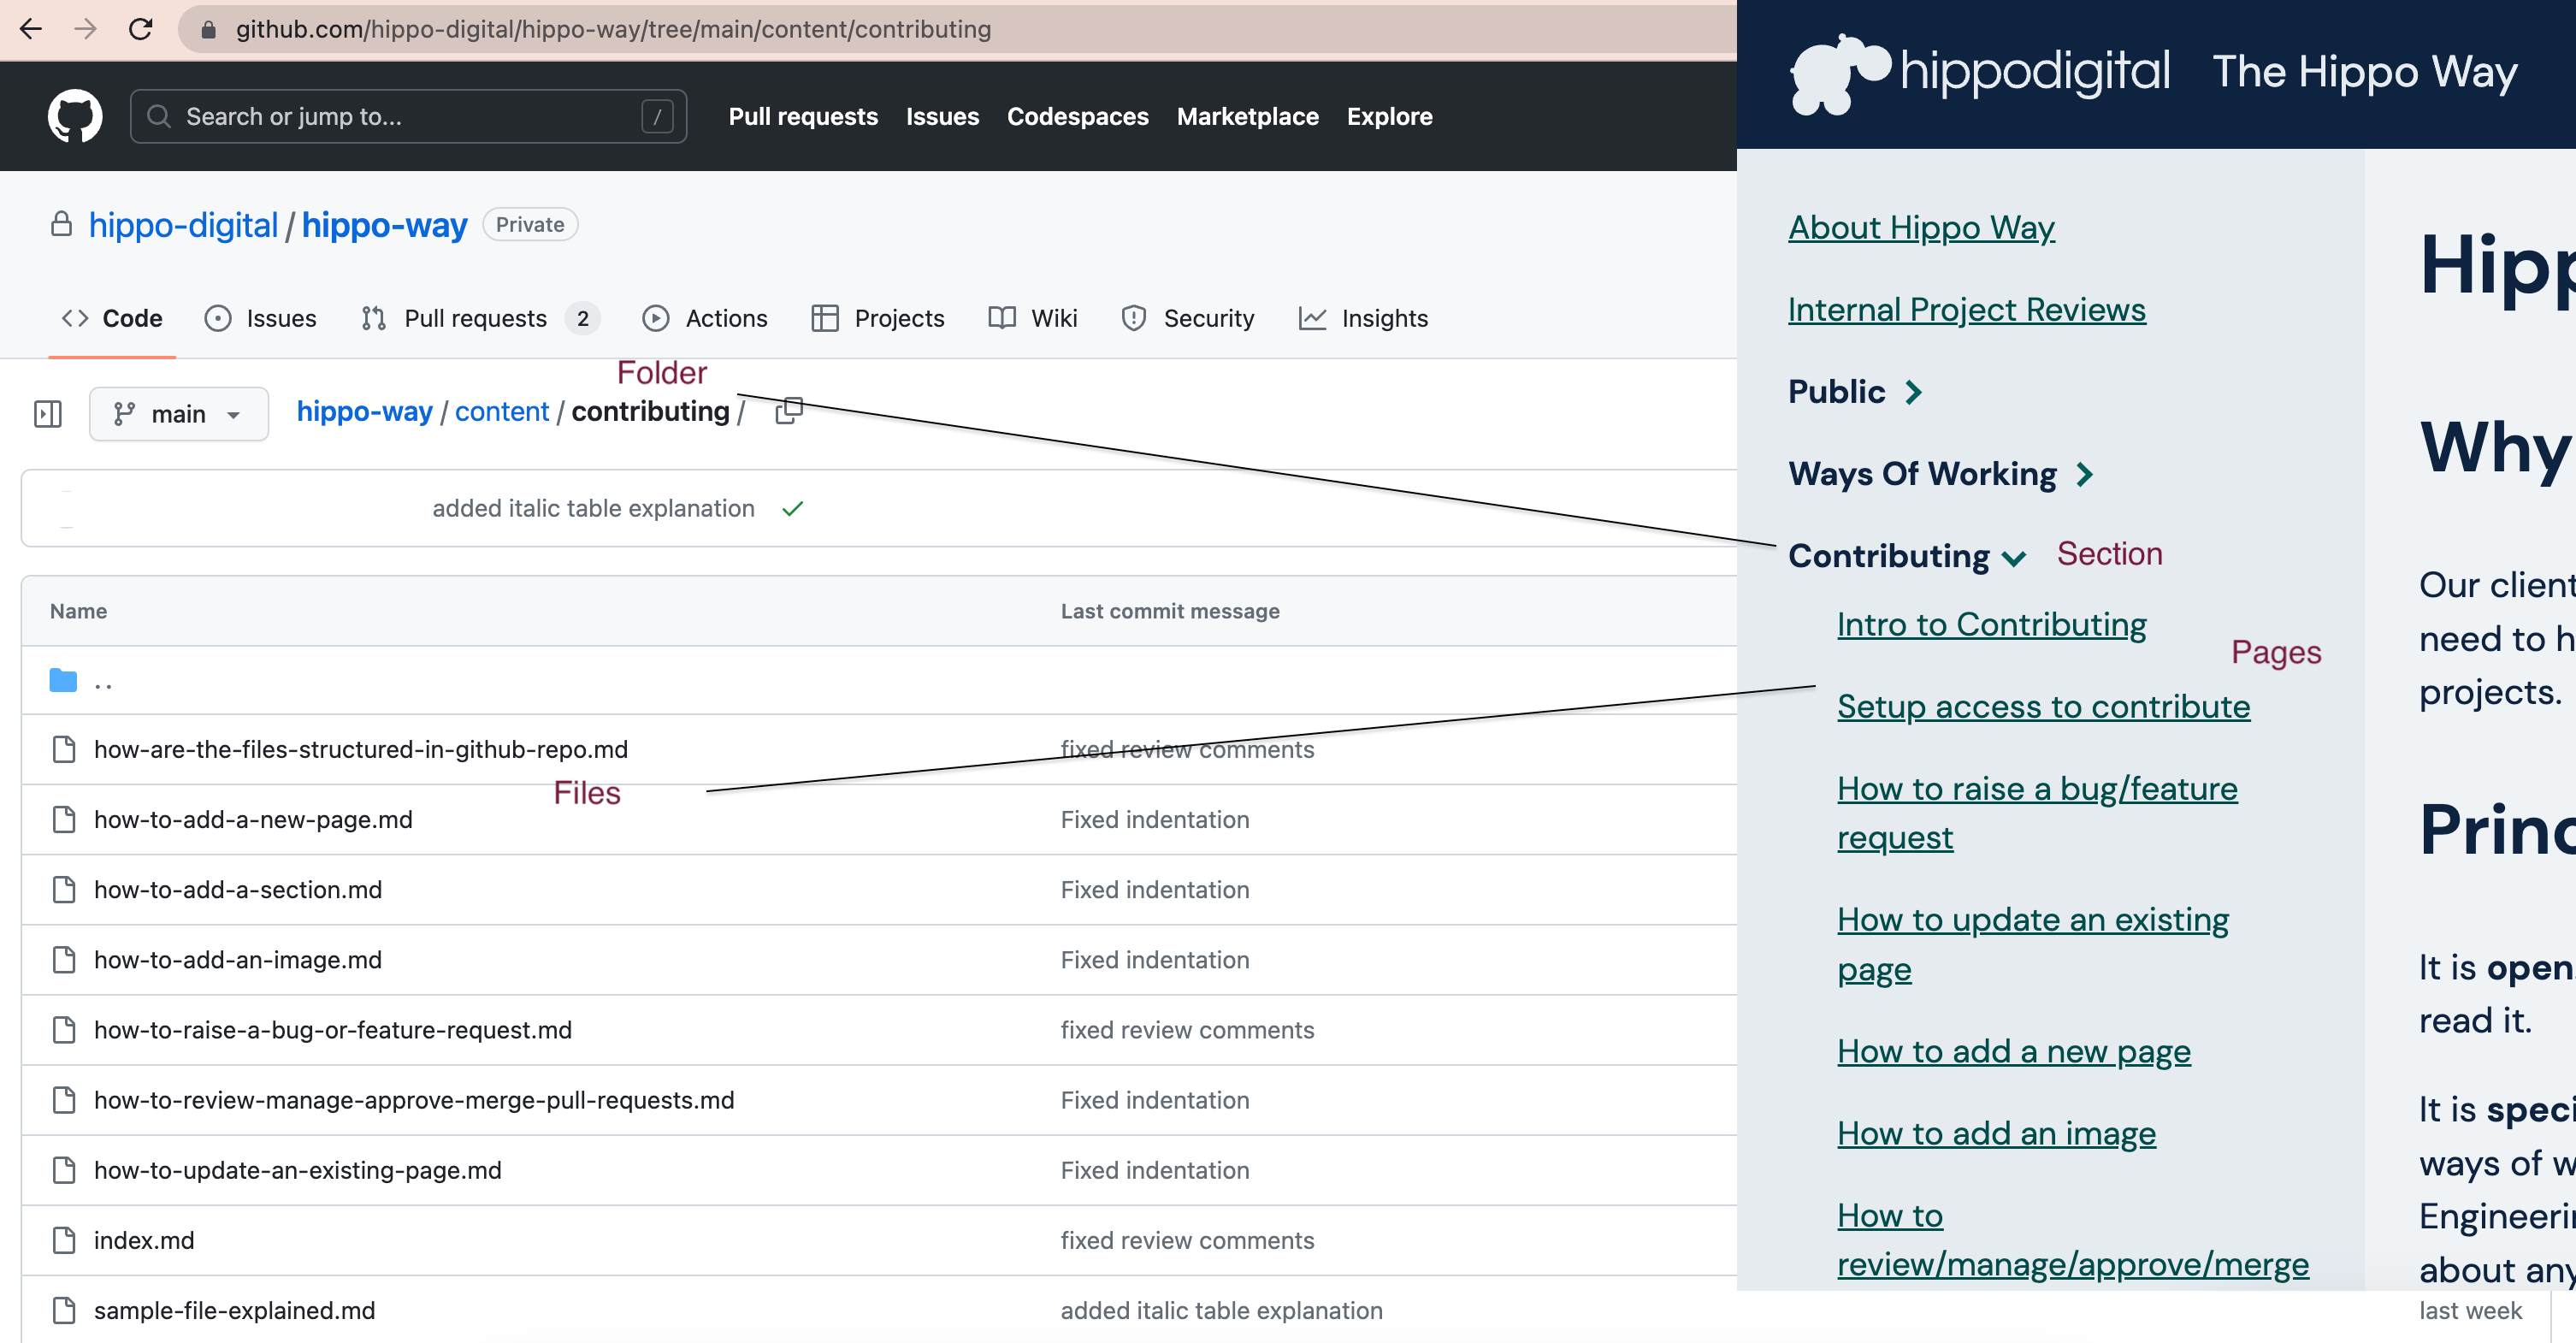 github.com/hippo-digital/hippo-way/tree/main/content/contributing
Search or jump to... /
Pull requests Issues Codespaces Marketplace Explore
hippo-digital / hippo-way Private
Code Issues Pull requests 2 Actions Projects Wiki Security Insights
Folder
main hippo-way / content / contributing /
added italic table explanation
Name Last commit message
..
how-are-the-files-structured-in-github-repo.md fixed review comments
Files
how-to-add-a-new-page.md Fixed indentation
how-to-add-a-section.md Fixed indentation
how-to-add-an-image.md Fixed indentation
how-to-raise-a-bug-or-feature-request.md fixed review comments
how-to-review-manage-approve-merge-pull-requests.md Fixed indentation
how-to-update-an-existing-page.md Fixed indentation
index.md fixed review comments
sample-file-explained.md added italic table explanation
hippodigital The Hippo Way
About Hippo Way
Internal Project Reviews
Public
Ways Of Working
Contributing Section
Intro to Contributing
Pages
Setup access to contribute
How to raise a bug/feature
request
How to update an existing
page
How to add a new page
How to add an image
How to
review/manage/approve/merge
Hipp
Why
Our client
need to h
projects.
Princ
It is open
read it.
It is speci
ways of w
Engineerin
about any
last week